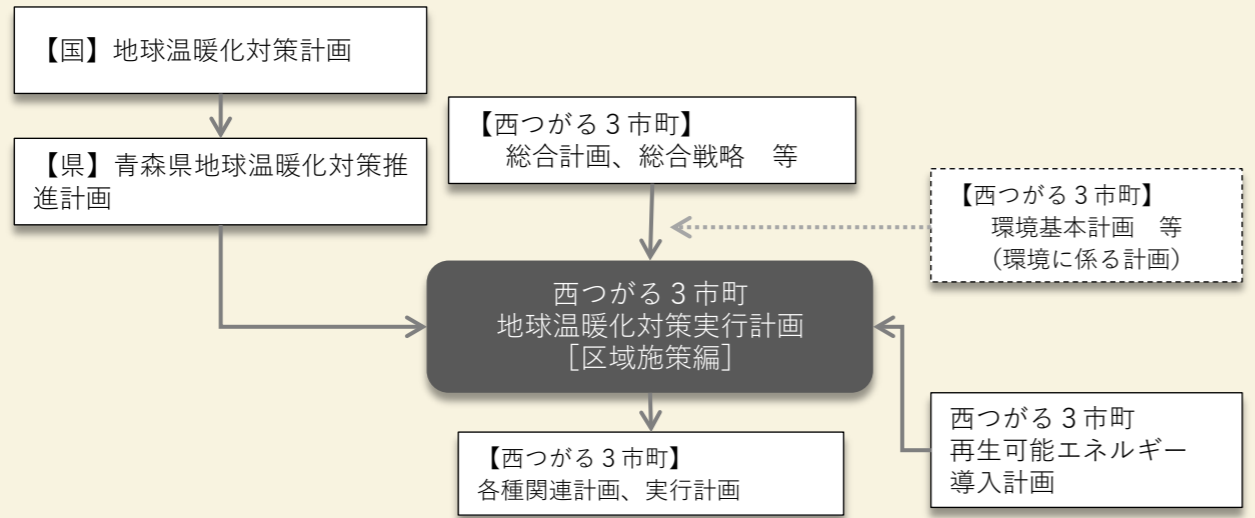 【国】地球温暖化対策計画
【県】青森県地球温暖化対策推
進計画
【西つがる３市町】
総合計画、総合戦略　等
【西つがる３市町】
環境基本計画　等
（環境に係る計画）
西つがる３市町
地球温暖化対策実行計画
［区域施策編］
【西つがる３市町】
各種関連計画、実行計画
西つがる３市町
再生可能エネルギー
導入計画